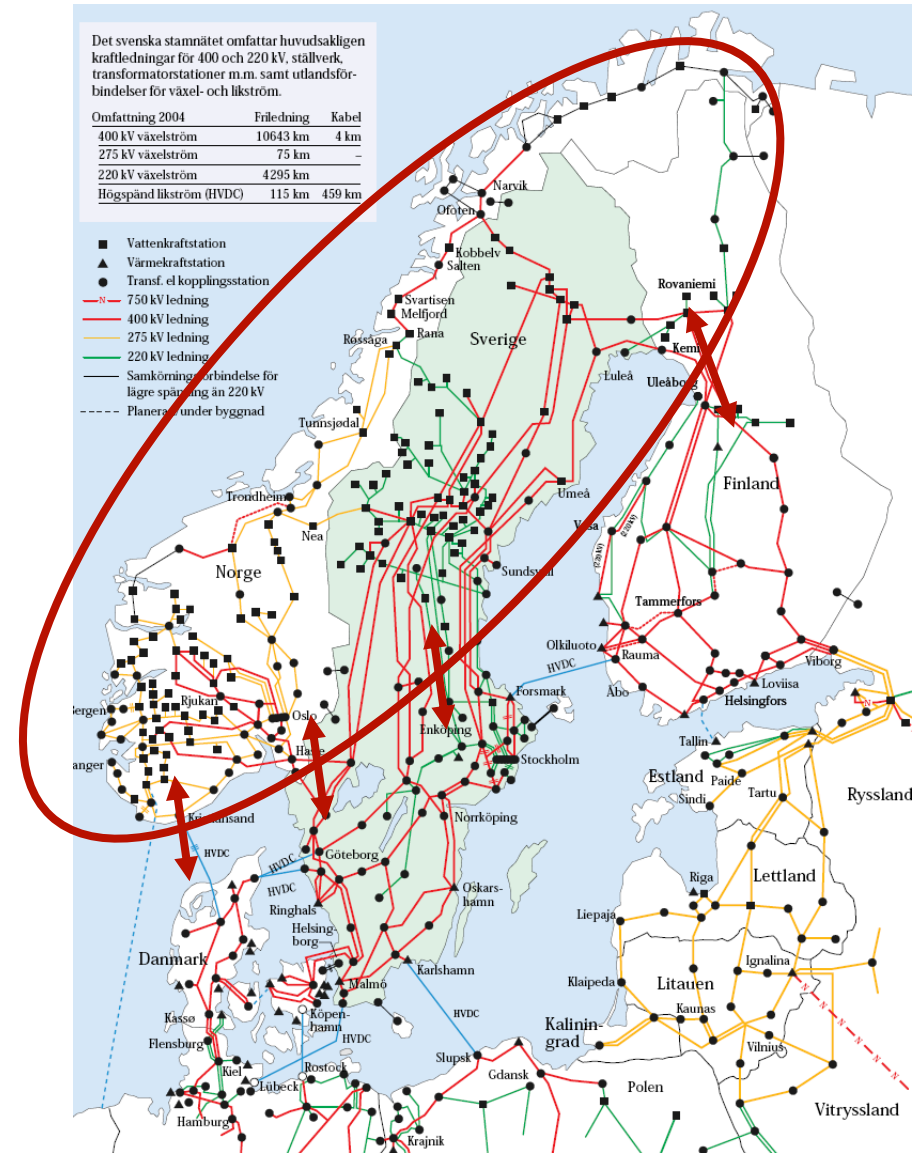 Det svenska stamnätet omfattar huvudsakligen
kraftledningar för 400 och 220 kV, ställverk,
transformatorstationer m.m. samt utlandsför-
bindelser för växel- och likström.
Omfattning 2004 Friledning Kabel
400 kV växelström 10643 km 4 km
275 kV växelström 75 km –
220 kV växelström 4295 km
Högspänd likström (HVDC) 115 km 459 km
Vattenkraftstation
Värmekraftstation
Transf. el kopplingsstation
N 750 kV ledning
400 kV ledning
275 kV ledning
220 kV ledning
för
lägre än 220 kV
under byggnad
Narvik
Ofoten
Kobbelv
Salten
Svartisen
Melfjord
Rana
Røssåga
Sverige
Rovaniemi
Kemi
Luleå
Uleåborg
Tunnsjødal
Finland
Trondheim
Umeå
Nea
Vasa
(220 kV)
(220 kV)
Norge
Sundsvall
Tammerfors
Olkiluoto
Rauma
HVDC
Viborg
Rjukan
Forsmark
Åbo
Loviisa
Helsingfors
ergen
Oslo
Enköping
N
Hasle
Stockholm
Tallin
anger
Estland
Paide
Sindi
Tartu
Ryssland
Kristiansand
Norrköping
HVDC
HVDC
Göteborg
HVDC
Lettland
Riga
Oskars-
hamn
Ringhals
Liepaja
Helsing-
borg
Danmark
Karlshamn
Ignalina
Malmö
Klaipeda
Litauen
Kassø
Köpen-
hamn
HVDC
Kaunas
N
N
N
N
N
Flensburg
HVDC
Kalinin-
grad
Vilnius
Slupsk
Kiel
Rostock
Gdansk
Lübeck
Polen
Vitryssland
Hamburg
Krajnik